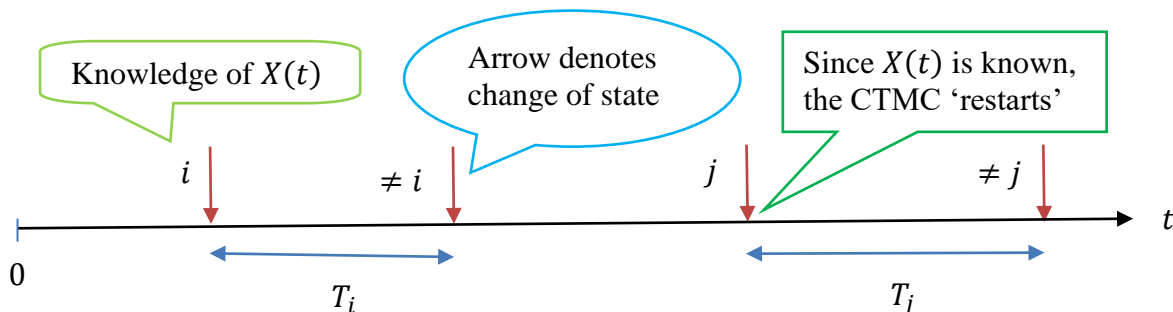 Knowledge of X(t)
Arrow denotes
change of state
Since X(t) is known,
the CTMC ‘restarts’
i
≠ i
j
≠ j
t
0
T_i
T_j